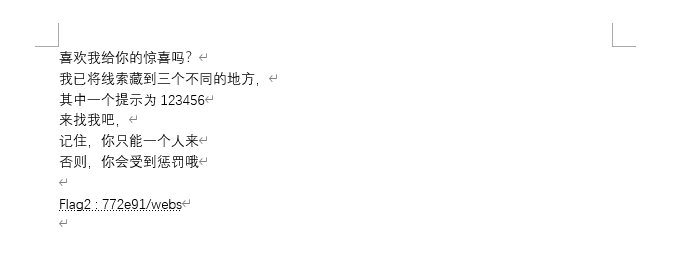 喜欢我给你的惊喜吗？
我已将线索藏到三个不同的地方，
其中一个提示为 123456
来找我吧，
记住，你只能一个人来
否则，你会受到惩罚哦
Flag2 : 772e91/webs